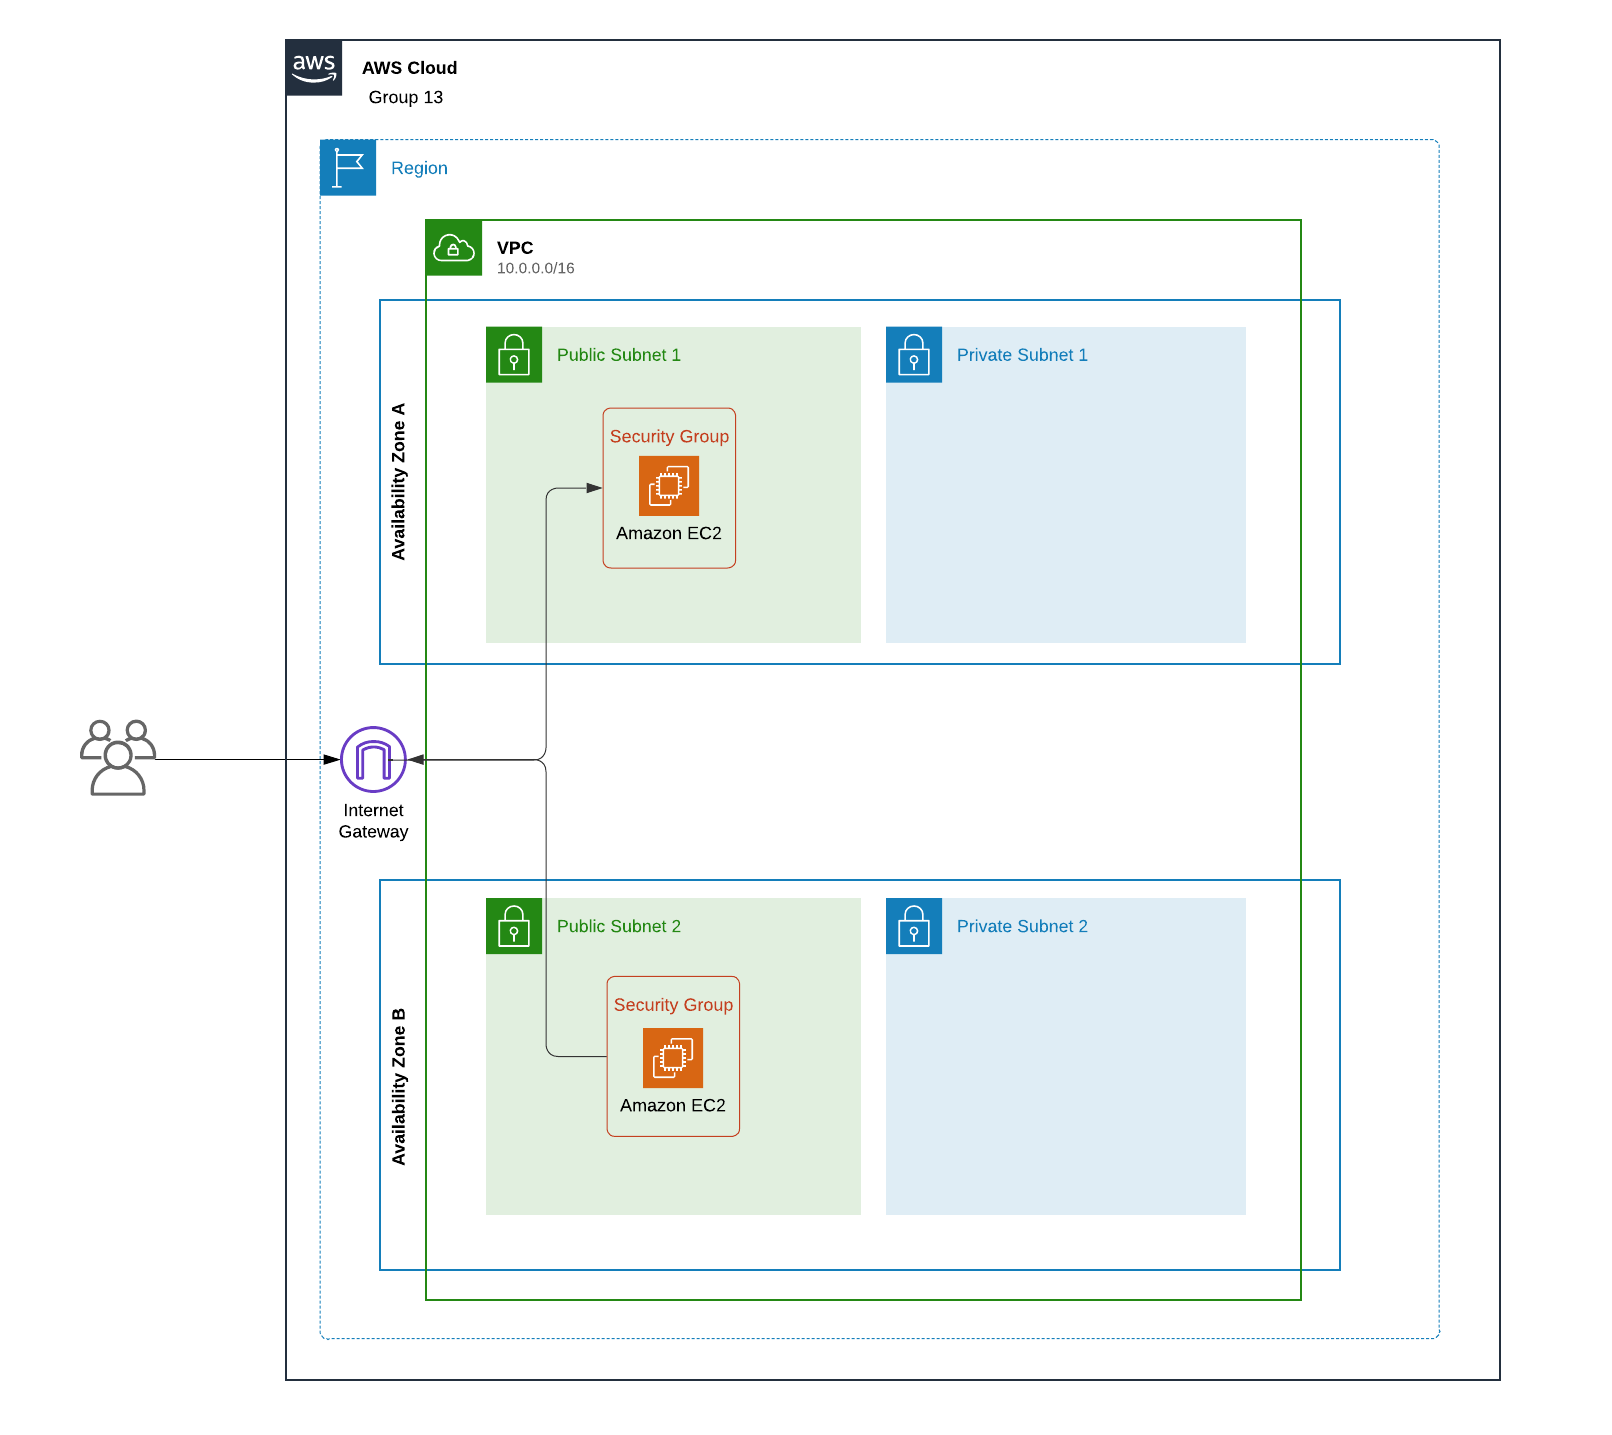 aws
AWS Cloud
Group 13
Region
VPC
10.0.0.0/16
Availability Zone A
Public Subnet 1
Security Group
Amazon EC2
Private Subnet 1
Internet
Gateway
Availability Zone B
Public Subnet 2
Security Group
Amazon EC2
Private Subnet 2